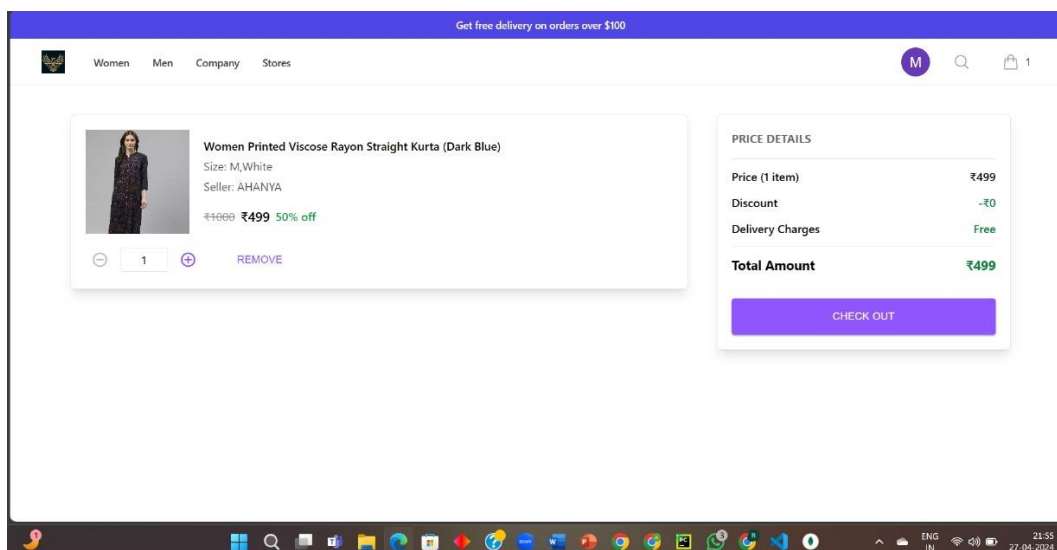 Get free delivery on orders over $100
Women Men Company Stores
M
1
Women Printed Viscose Rayon Straight Kurta (Dark Blue)
Size: M,White
Seller: AHANYA
₹1000 ₹499 50% off
1
REMOVE
PRICE DETAILS
Price (1 item) ₹499
Discount -₹0
Delivery Charges Free
Total Amount ₹499
CHECK OUT
ENG
IN
21:55
27-04-2024